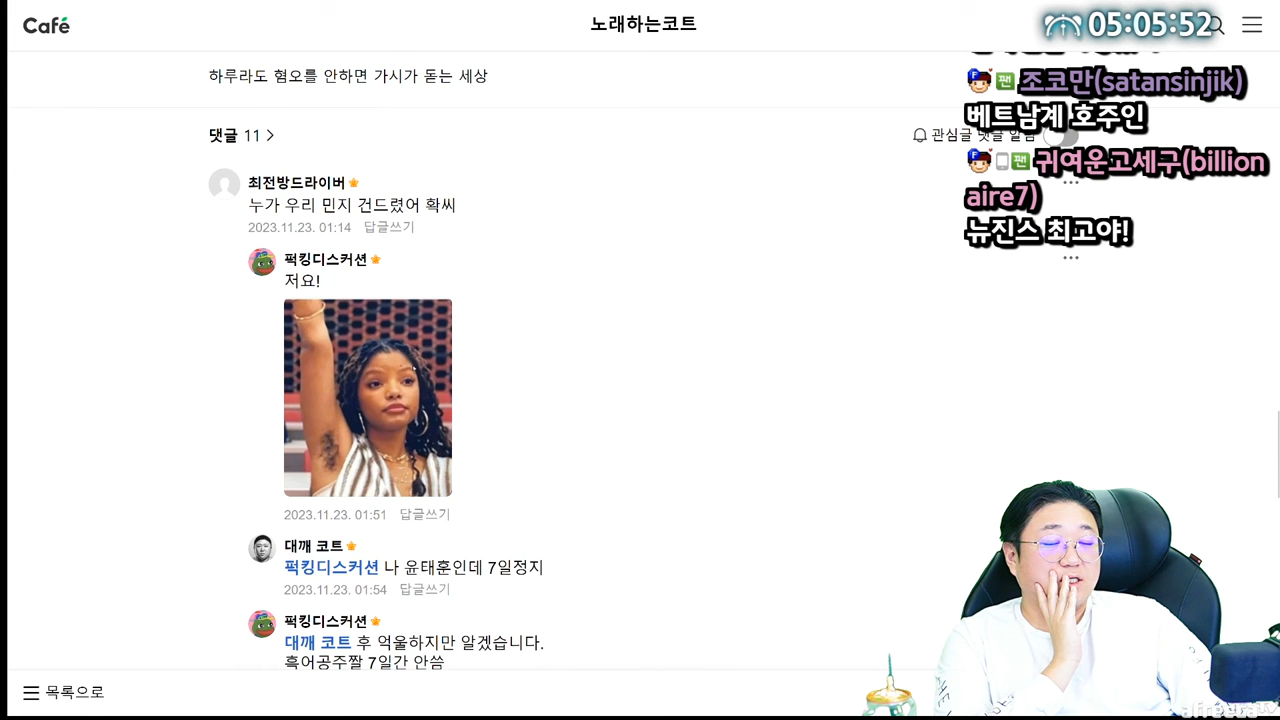 Café
노래하는코트
05:05:52
하루라도 혐오를 안하면 가시가 돋는 세상
댓글 11
관심글 댓글 알림
최전방드라이버
누가 우리 민지 건드렸어 확씨
2023.11.23. 01:14 답글쓰기
퍽킹디스커션
저요!
2023.11.23. 01:51 답글쓰기
대깨 코트
퍽킹디스커션 나 윤태훈인데 7일정지
2023.11.23. 01:54 답글쓰기
퍽킹디스커션
대깨 코트 후 억울하지만 알겠습니다.
흑어공주짤 7일간 안씀
목록으로
팬 조코만(satansinjik)
베트남계 호주인
팬 귀여운고세구(billion
aire7)
뉴진스 최고야!
afreecaTV